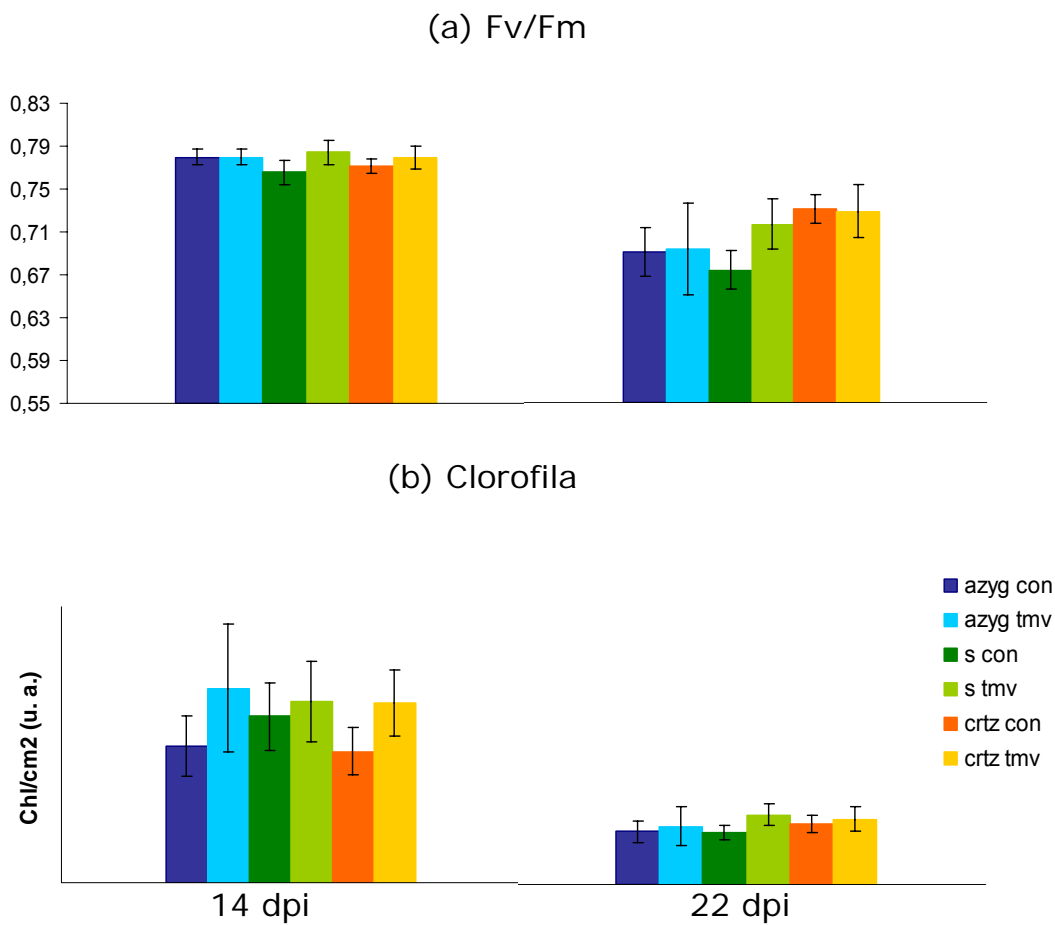 (a) Fv/Fm
0,83
0,79
0,75
0,71
0,67
0,63
0,59
0,55
(b) Clorofila
Chl/cm2 (u. a.)
azyg con
azyg tmv
s con
s tmv
crtz con
crtz tmv
14 dpi
22 dpi